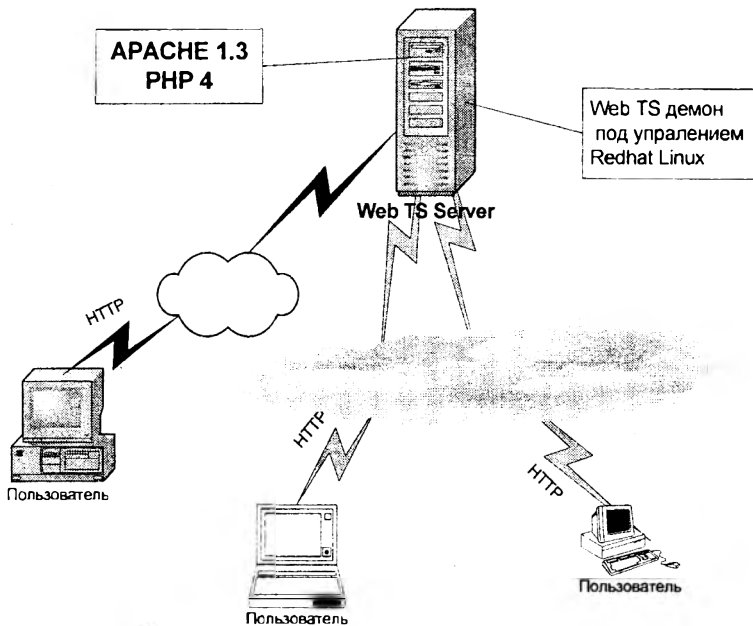 APACHE 1.3
PHP 4
Web TS демон
под упралением
Redhat Linux
Web TS Server
HTTP
HTTP
HTTP
Пользователь
Пользователь
Пользователь